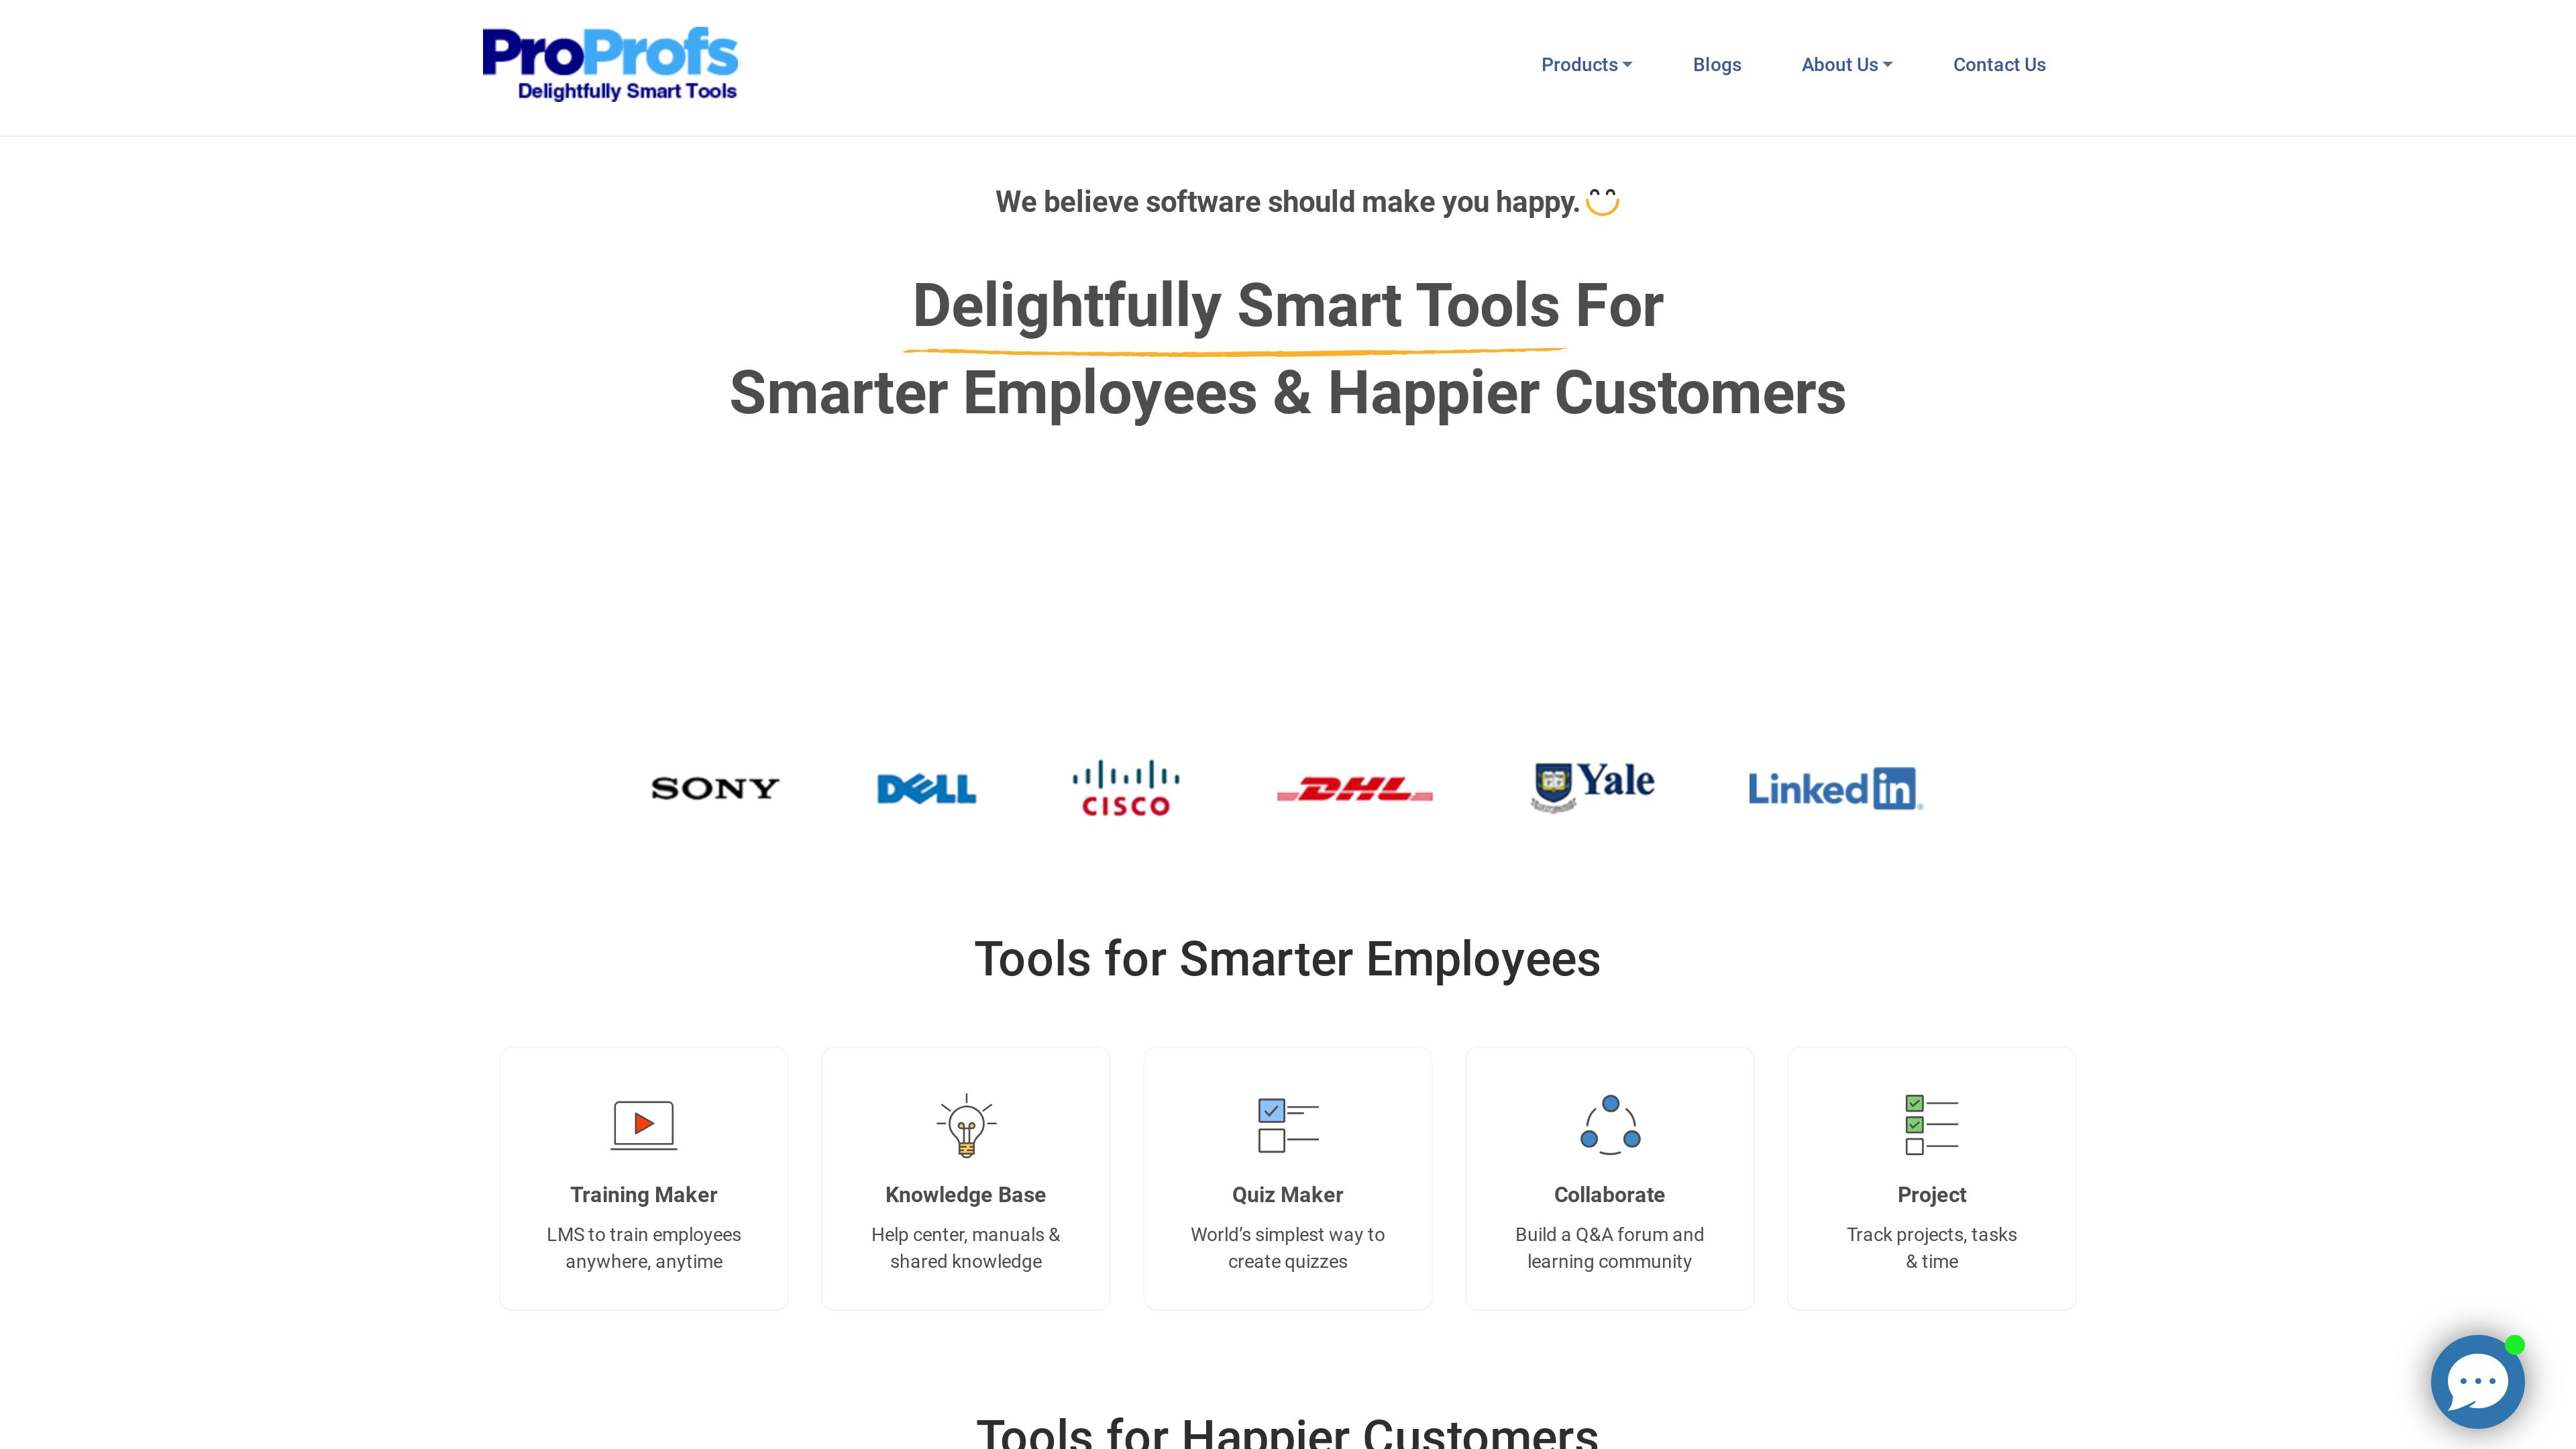 ProProfs
Delightfully Smart Tools
Products
Blogs
About Us
Contact Us
We believe software should make you happy.
Delightfully Smart Tools For
Smarter Employees & Happier Customers
SONY
DELL
CISCO
DHL
Yale
Linked in
Tools for Smarter Employees
Training Maker
LMS to train employees
anywhere, anytime
Knowledge Base
Help center, manuals &
shared knowledge
Quiz Maker
World’s simplest way to
create quizzes
Collaborate
Build a Q&A forum and
learning community
Project
Track projects, tasks
& time
Tools for Happier Customers